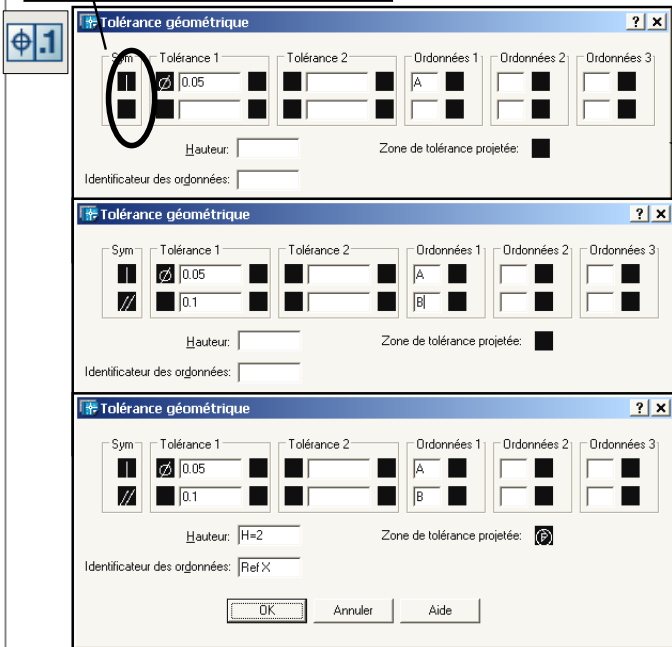 .1
Tolérance géométrique
Sym Tolérance 1 Tolérance 2 Ordonnées 1 Ordonnées 2 Ordonnées 3
Ø 0.05 A
Hauteur: Zone de tolérance projetée:
Identificateur des ordonnées:
Tolérance géométrique
Sym Tolérance 1 Tolérance 2 Ordonnées 1 Ordonnées 2 Ordonnées 3
Ø 0.05 A
// 0.1 B
Hauteur: Zone de tolérance projetée:
Identificateur des ordonnées:
Tolérance géométrique
Sym Tolérance 1 Tolérance 2 Ordonnées 1 Ordonnées 2 Ordonnées 3
Ø 0.05 A
// 0.1 B
Hauteur: H=2 Zone de tolérance projetée: Ⓟ
Identificateur des ordonnées: Ref X
OK Annuler Aide